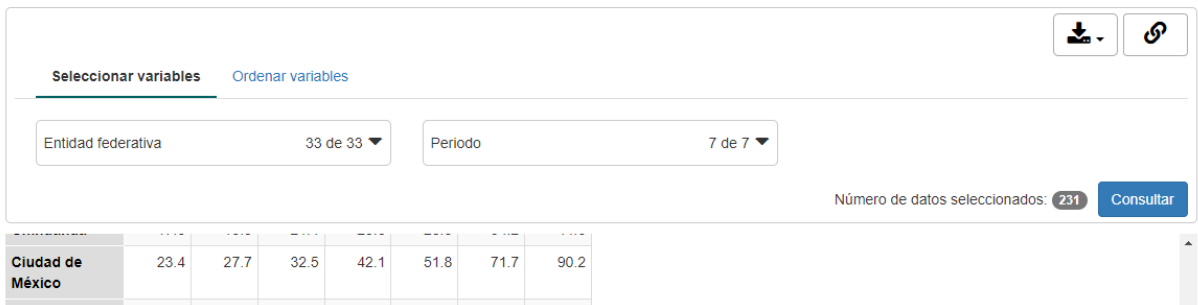 Seleccionar variables Ordenar variables
Entidad federativa 33 de 33 Periodo 7 de 7
Número de datos seleccionados: 231 Consultar
Ciudad de 23.4 27.7 32.5 42.1 51.8 71.7 90.2
México